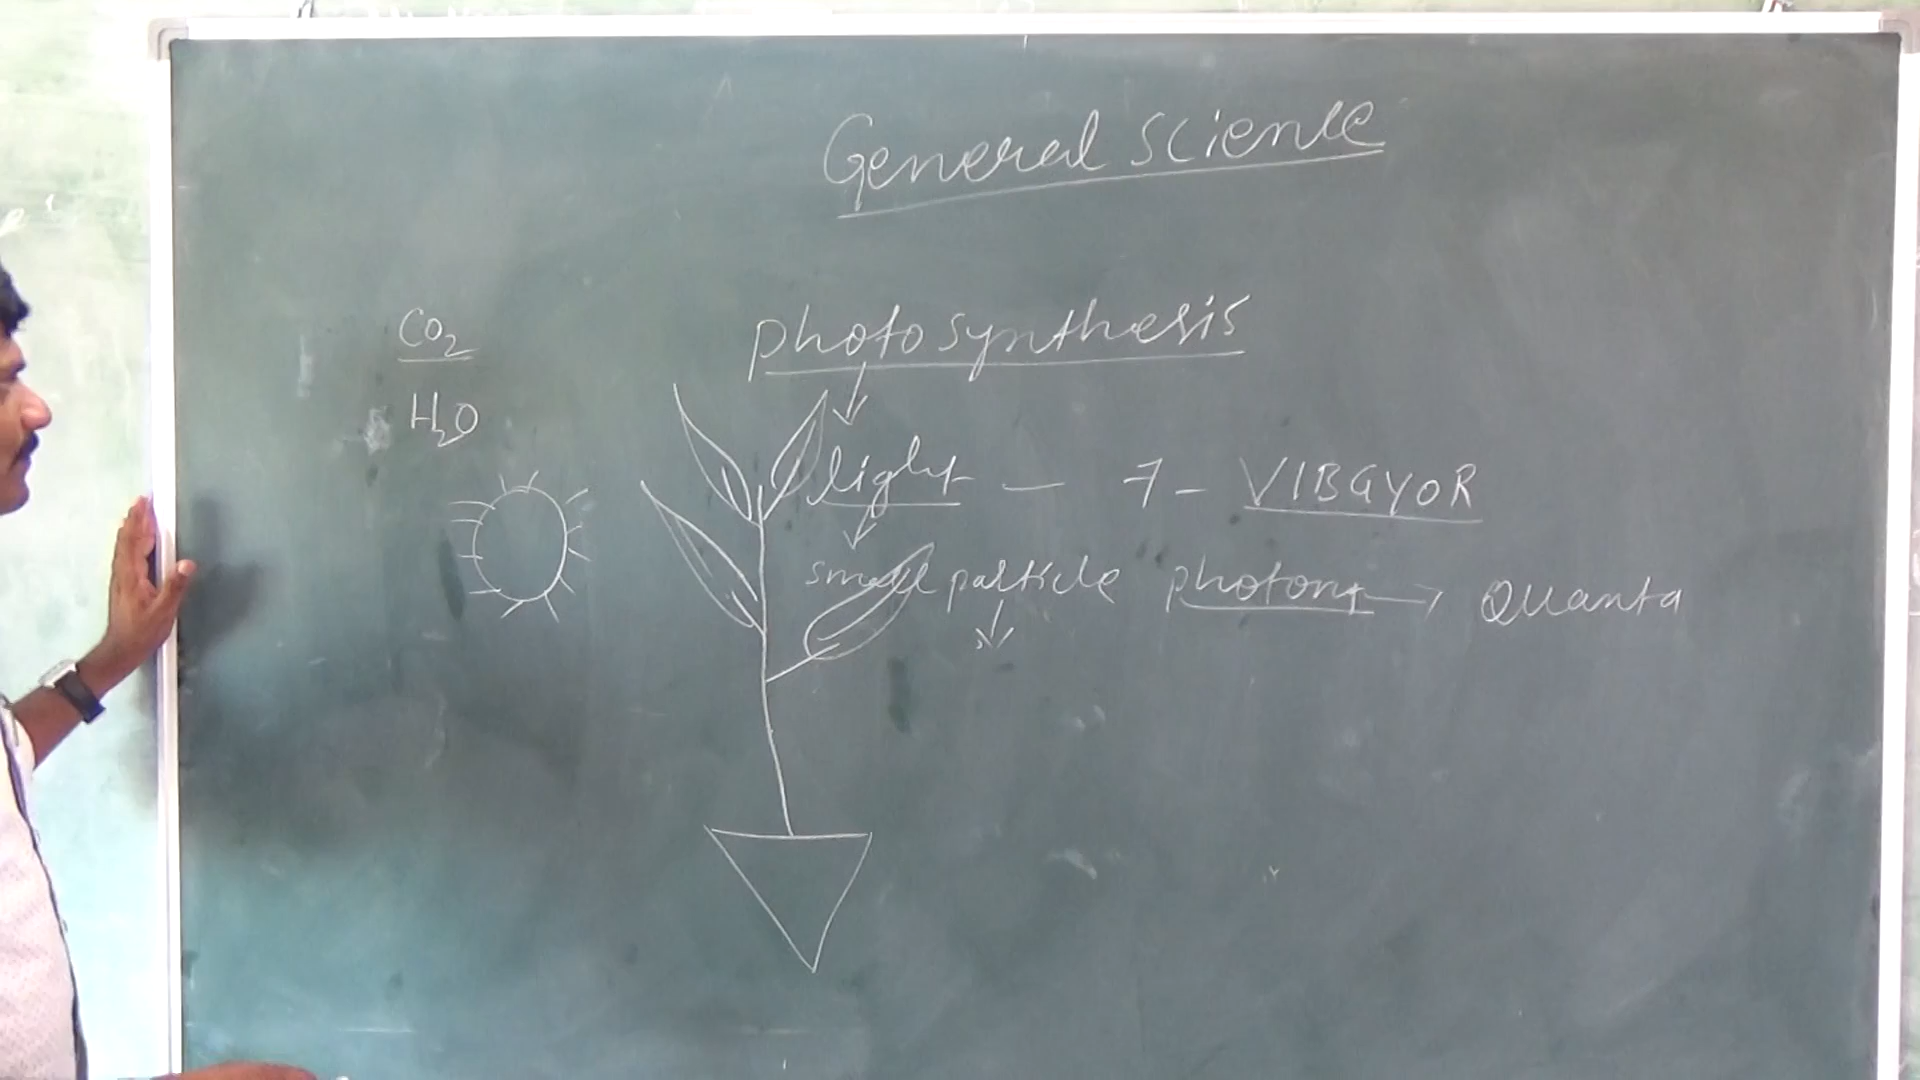 General Science
Photosynthesis
CO2
H2O
light — 7 - VIBGYOR
small particle photons → Quanta